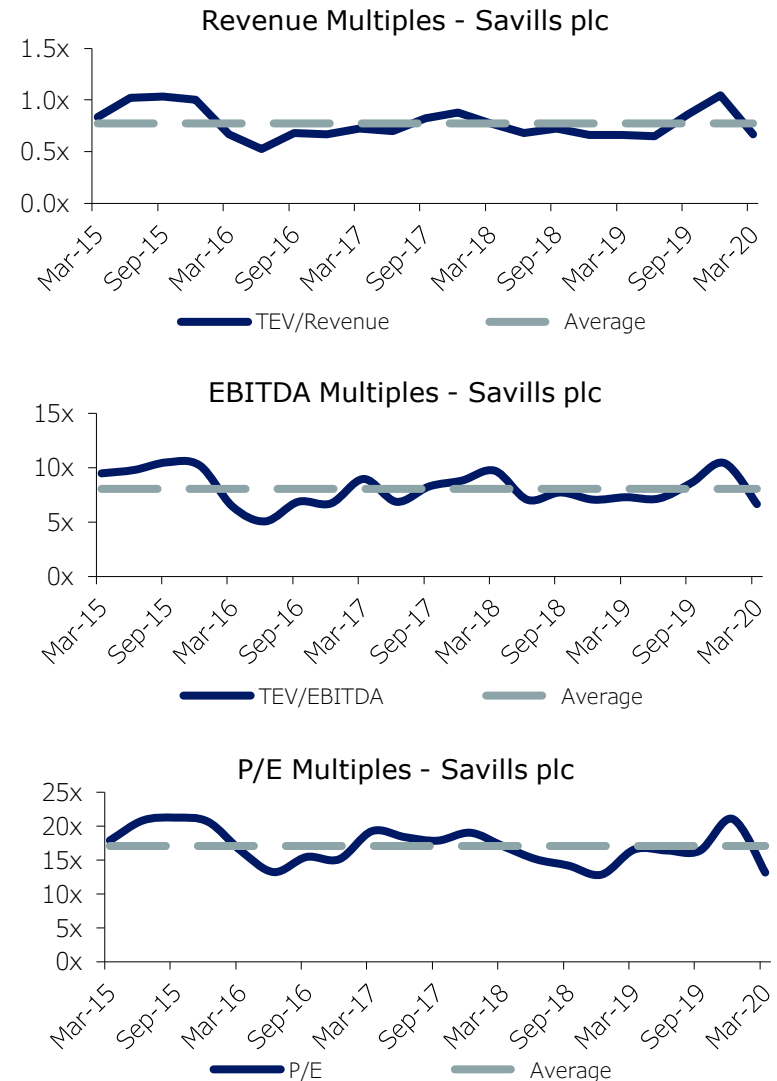 Revenue Multiples - Savills plc
1.5x
1.0x
0.5x
0.0x
Mar-15 Sep-15 Mar-16 Sep-16 Mar-17 Sep-17 Mar-18 Sep-18 Mar-19 Sep-19 Mar-20
TEV/Revenue Average
EBITDA Multiples - Savills plc
15x
10x
5x
0x
Mar-15 Sep-15 Mar-16 Sep-16 Mar-17 Sep-17 Mar-18 Sep-18 Mar-19 Sep-19 Mar-20
TEV/EBITDA Average
P/E Multiples - Savills plc
25x
20x
15x
10x
5x
0x
Mar-15 Sep-15 Mar-16 Sep-16 Mar-17 Sep-17 Mar-18 Sep-18 Mar-19 Sep-19 Mar-20
P/E Average